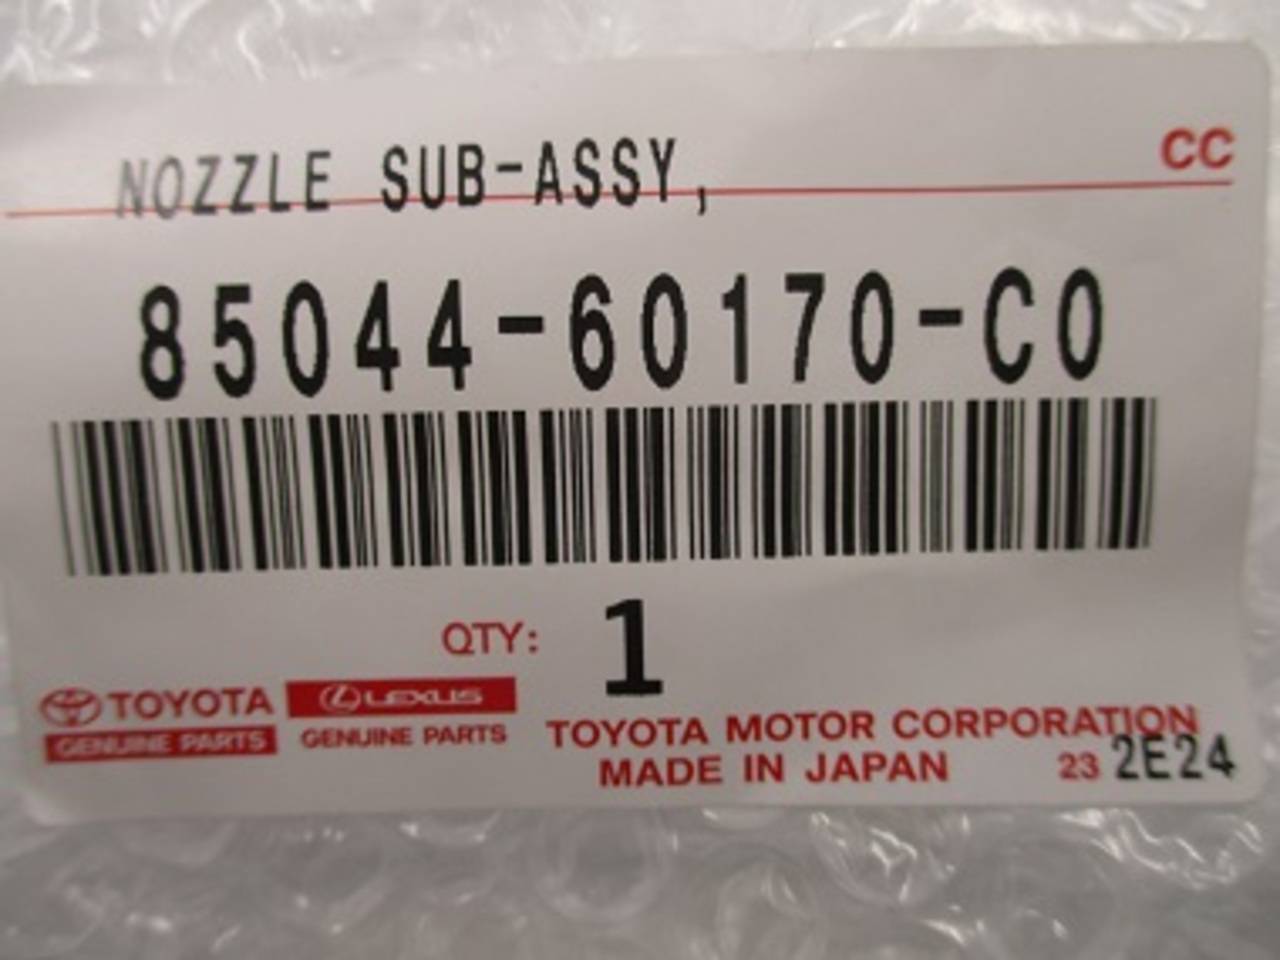 CC
NOZZLE SUB-ASSY,
85044-60170-C0
QTY: 1
TOYOTA LEXUS
GENUINE PARTS GENUINE PARTS
TOYOTA MOTOR CORPORATION
MADE IN JAPAN 23 2E24